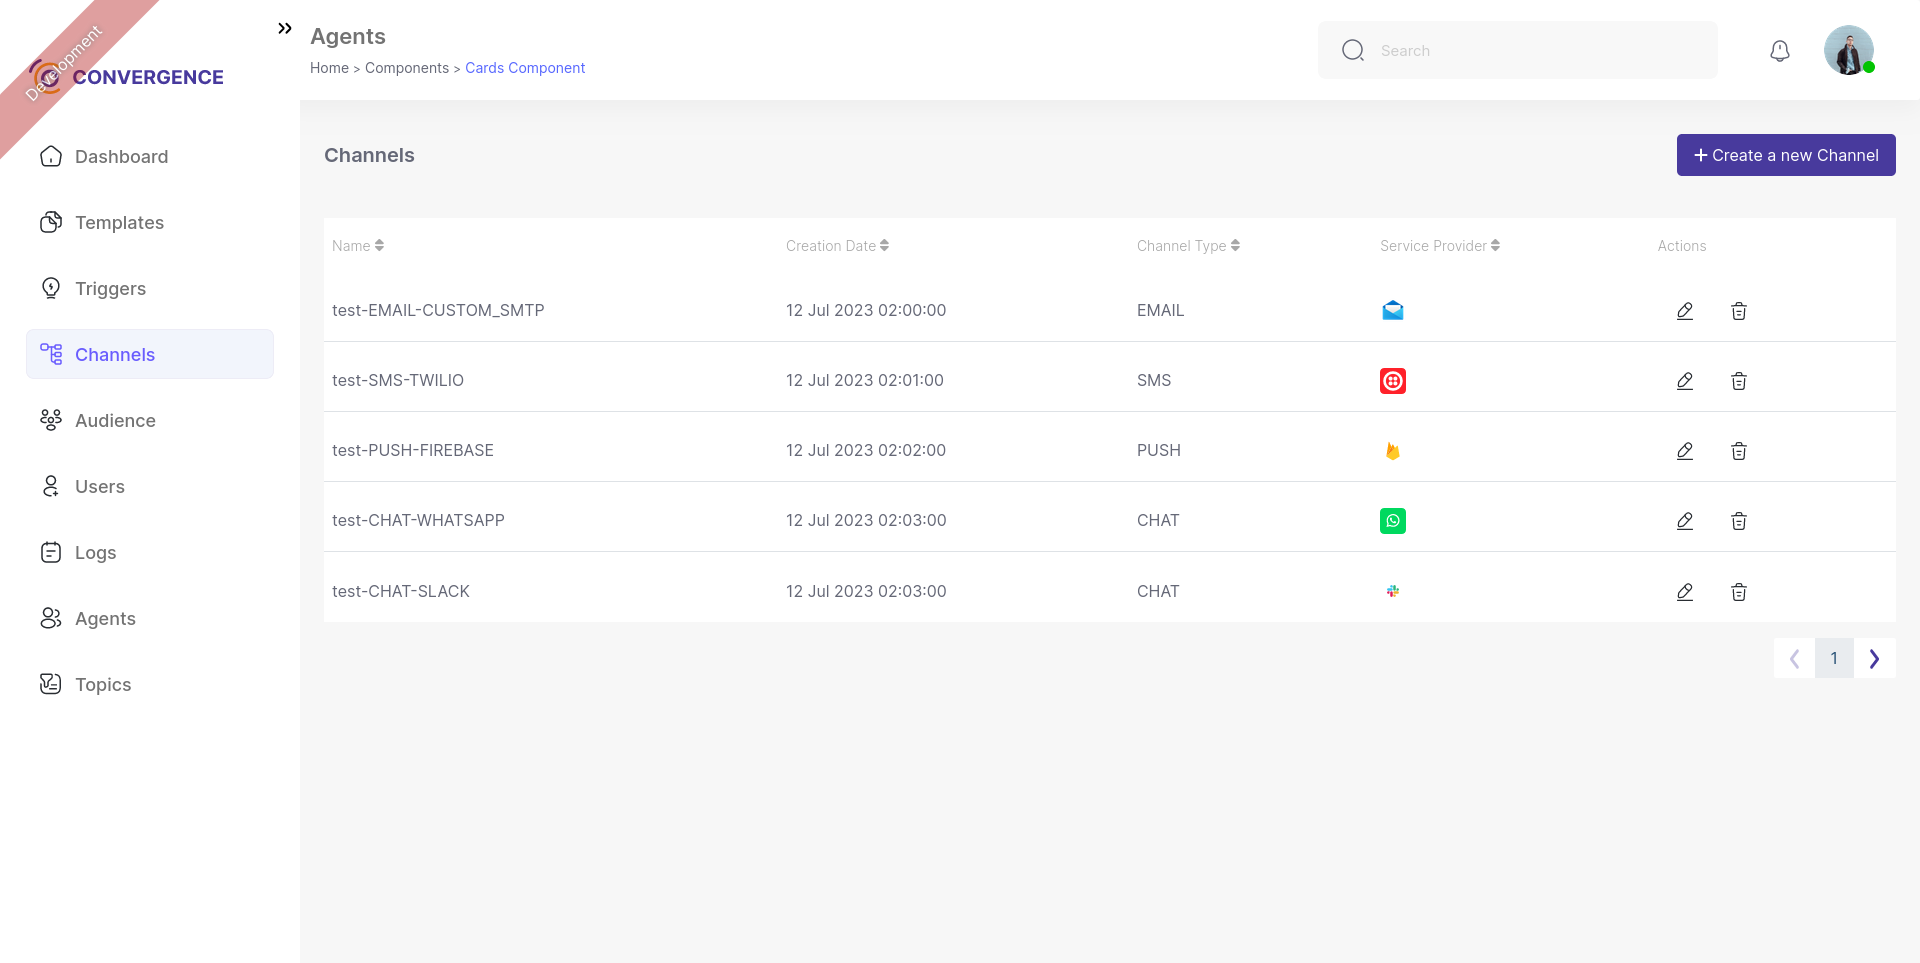 Development
CONVERGENCE
Agents
Home > Components > Cards Component
Search
Dashboard
Templates
Triggers
Channels
Audience
Users
Logs
Agents
Topics
Channels
+ Create a new Channel
Name Creation Date Channel Type Service Provider Actions
test-EMAIL-CUSTOM_SMTP 12 Jul 2023 02:00:00 EMAIL
test-SMS-TWILIO 12 Jul 2023 02:01:00 SMS
test-PUSH-FIREBASE 12 Jul 2023 02:02:00 PUSH
test-CHAT-WHATSAPP 12 Jul 2023 02:03:00 CHAT
test-CHAT-SLACK 12 Jul 2023 02:03:00 CHAT
1